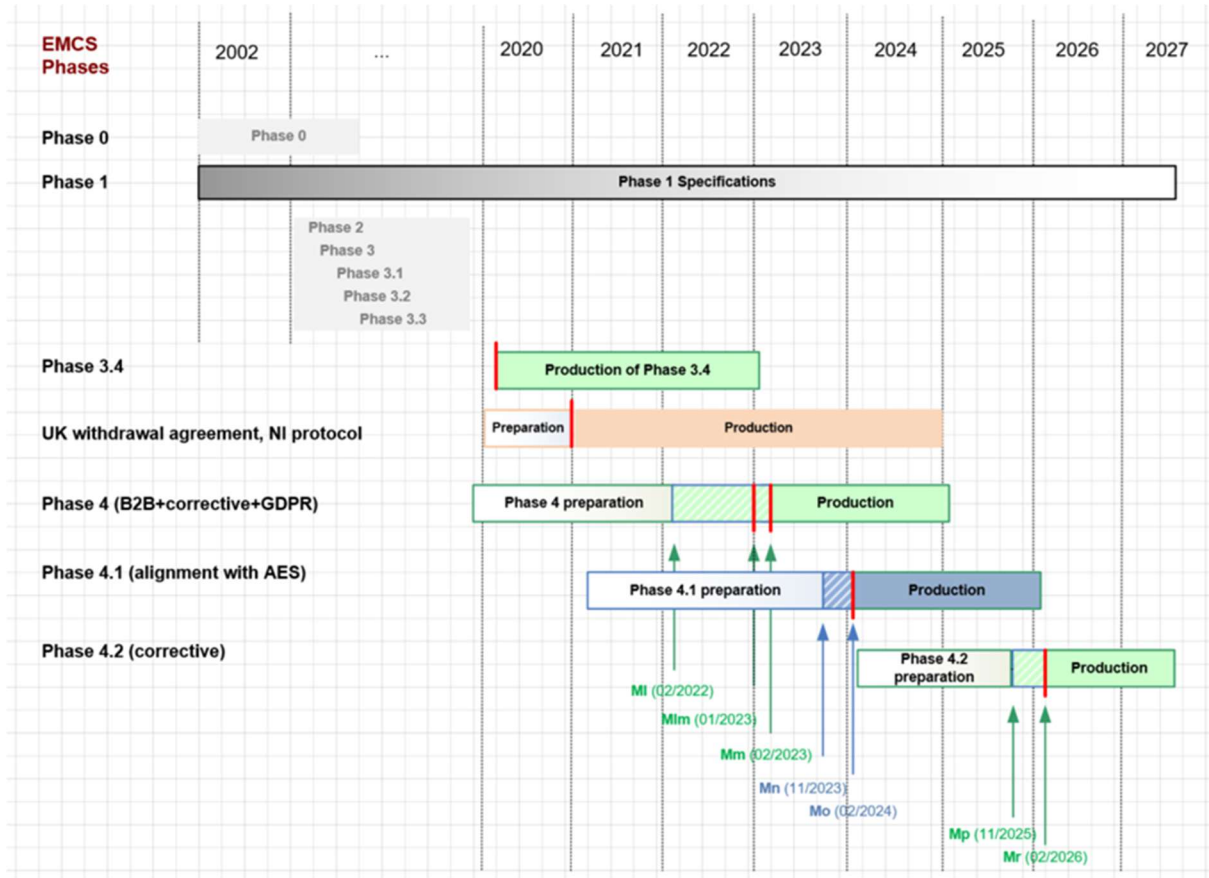 EMCS
Phases
2002
...
2020
2021
2022
2023
2024
2025
2026
2027
Phase 0
Phase 0
Phase 1
Phase 1 Specifications
Phase 2
Phase 3
Phase 3.1
Phase 3.2
Phase 3.3
Phase 3.4
Production of Phase 3.4
UK withdrawal agreement, NI protocol
Preparation
Production
Phase 4 (B2B+corrective+GDPR)
Phase 4 preparation
Production
Phase 4.1 (alignment with AES)
Phase 4.1 preparation
Production
Phase 4.2 (corrective)
Phase 4.2
preparation
Production
Ml (02/2022)
Mlm (01/2023)
Mm (02/2023)
Mn (11/2023)
Mo (02/2024)
Mp (11/2025)
Mr (02/2026)